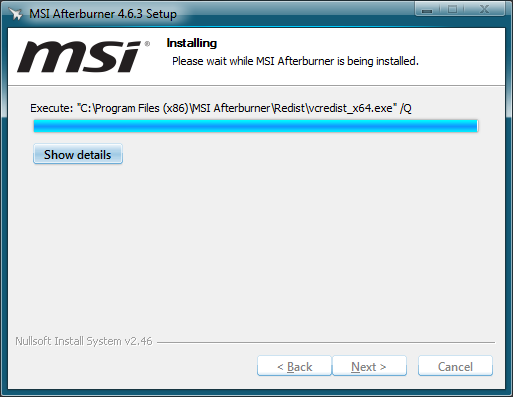 MSI Afterburner 4.6.3 Setup
msi®
Installing
Please wait while MSI Afterburner is being installed.
Execute: "C:\Program Files (x86)\MSI Afterburner\Redist\vcredist_x64.exe" /Q
Show details
Nullsoft Install System v2.46
< Back
Next >
Cancel